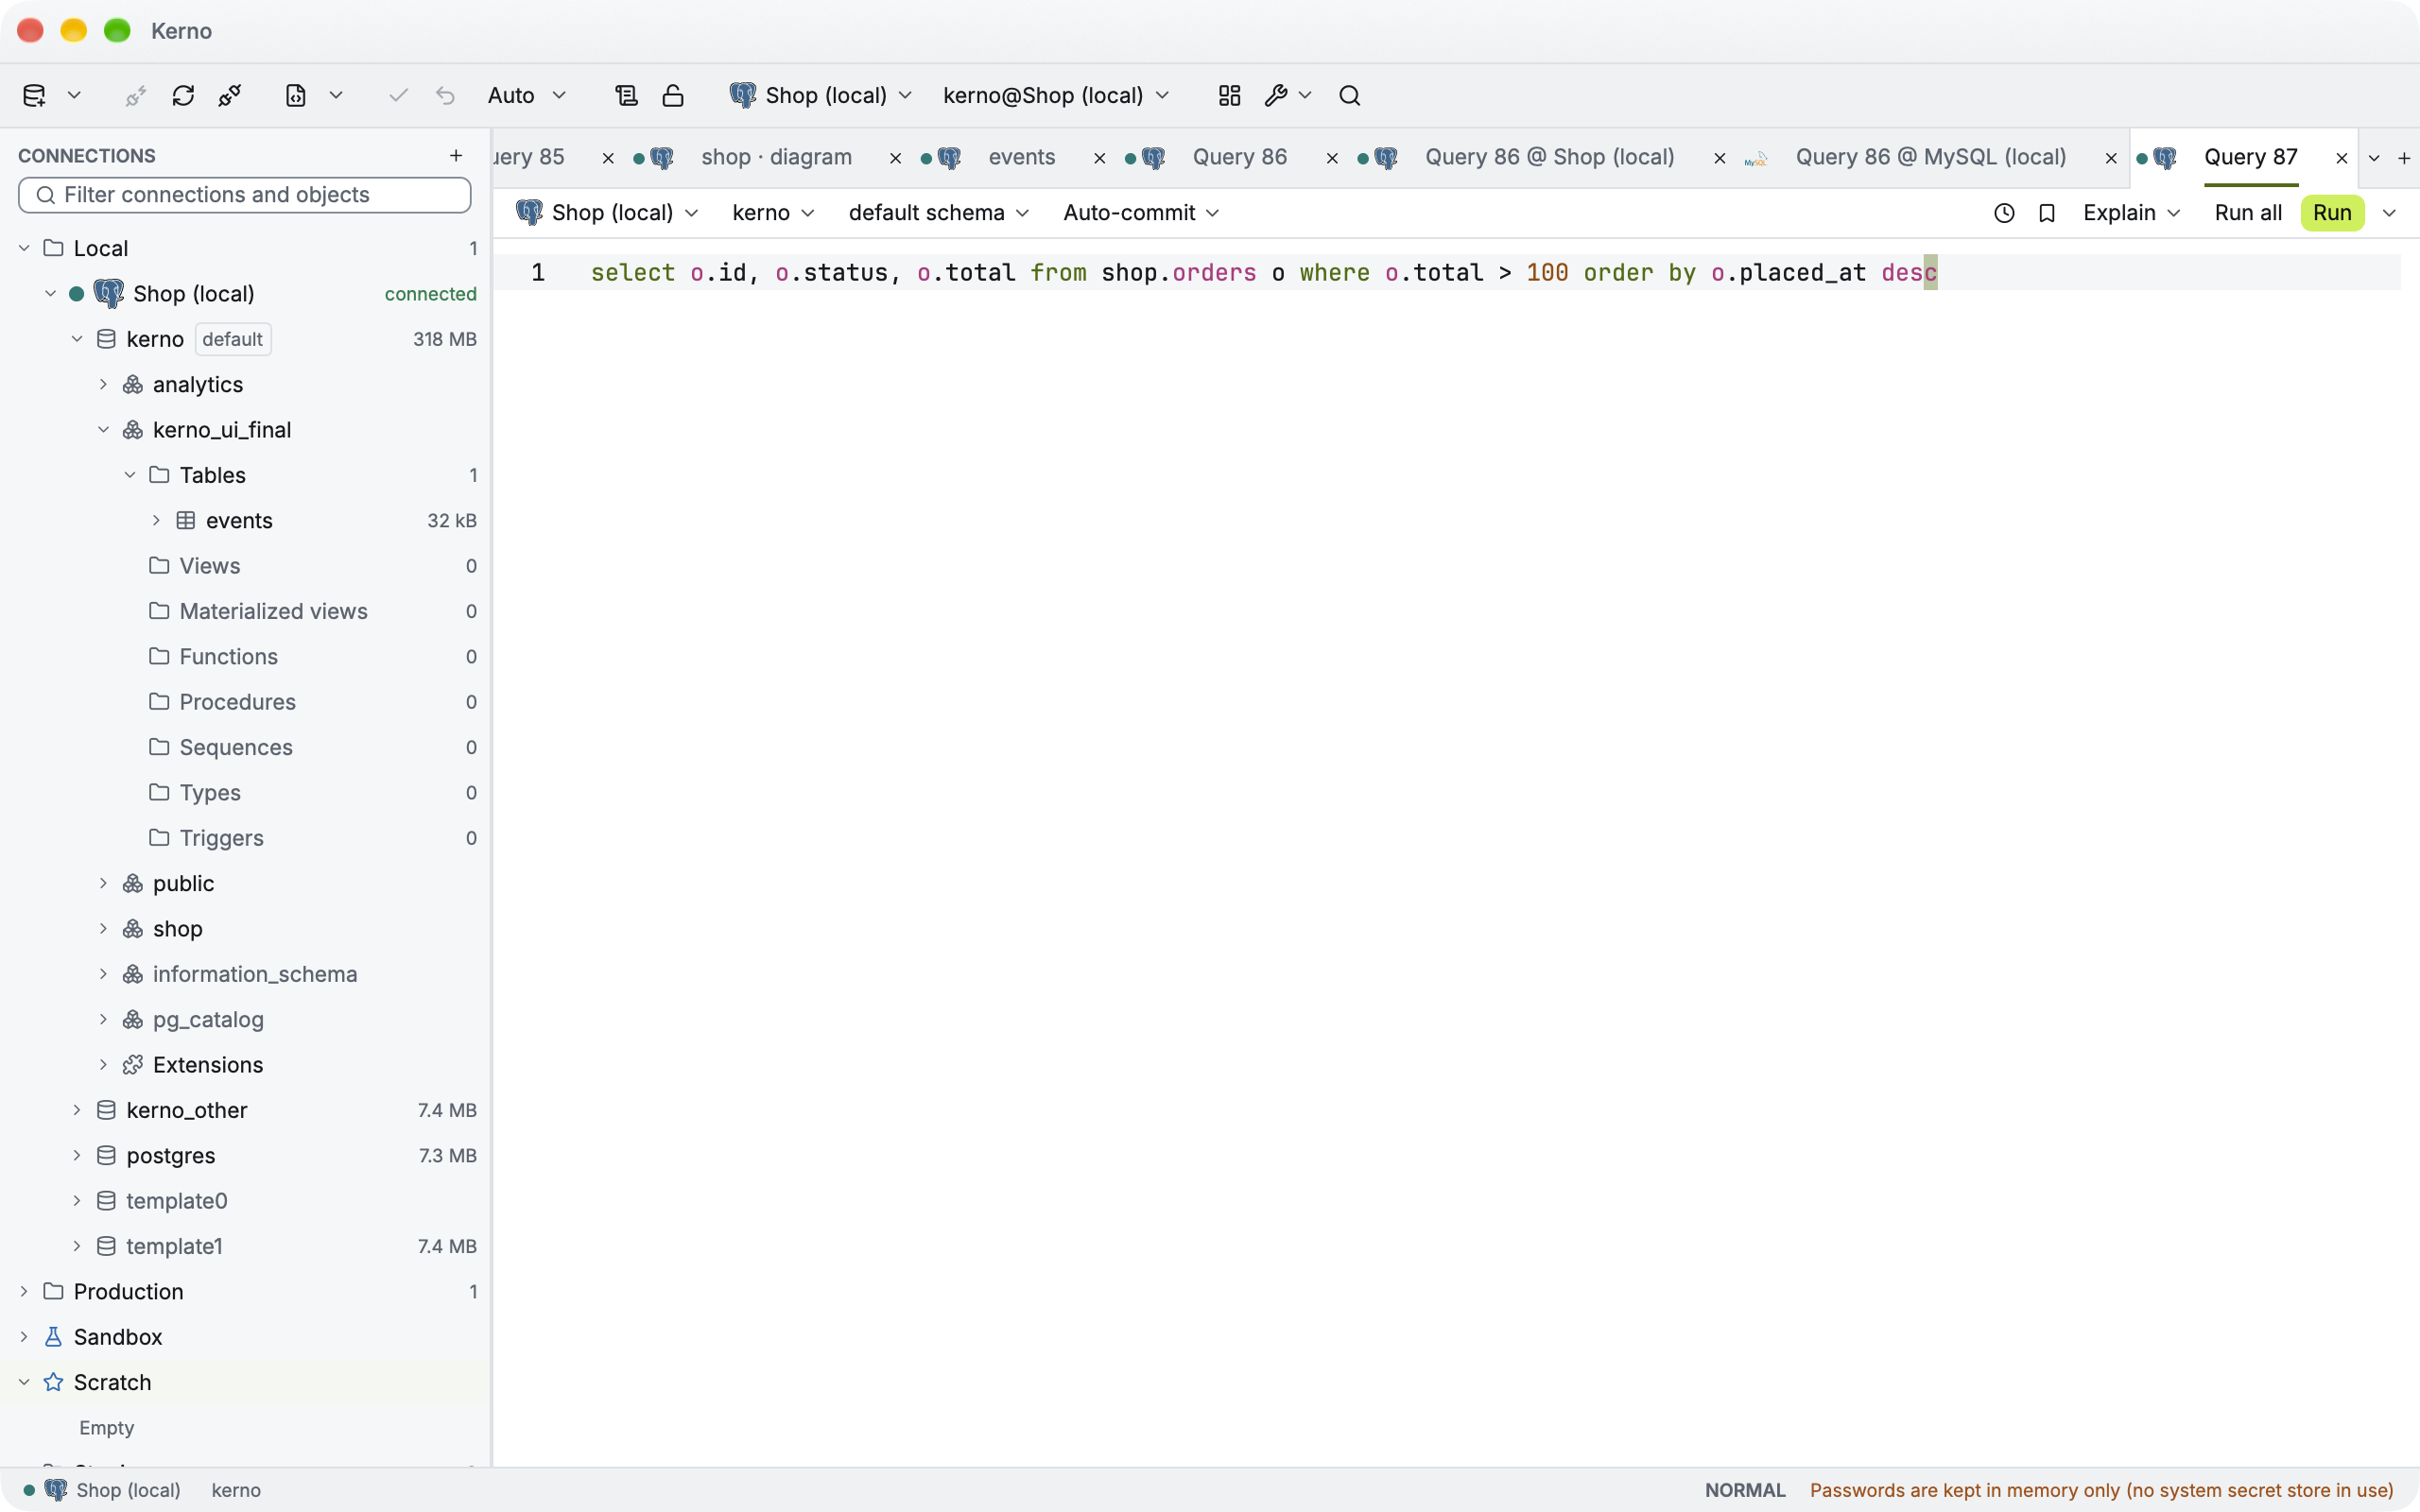 Kerno
Auto
Shop (local)
kerno@Shop (local)
CONNECTIONS
Filter connections and objects
Local 1
Shop (local) connected
kerno default 318 MB
analytics
kerno_ui_final
Tables 1
events 32 kB
Views 0
Materialized views 0
Functions 0
Procedures 0
Sequences 0
Types 0
Triggers 0
public
shop
information_schema
pg_catalog
Extensions
kerno_other 7.4 MB
postgres 7.3 MB
template0
template1 7.4 MB
Production 1
Sandbox
Scratch
Empty
uery 85
shop · diagram
events
Query 86
Query 86 @ Shop (local)
MySQL
Query 86 @ MySQL (local)
Query 87
Shop (local) kerno default schema Auto-commit Explain Run all Run
1 select o.id, o.status, o.total from shop.orders o where o.total > 100 order by o.placed_at desc
Shop (local) kerno NORMAL Passwords are kept in memory only (no system secret store in use)